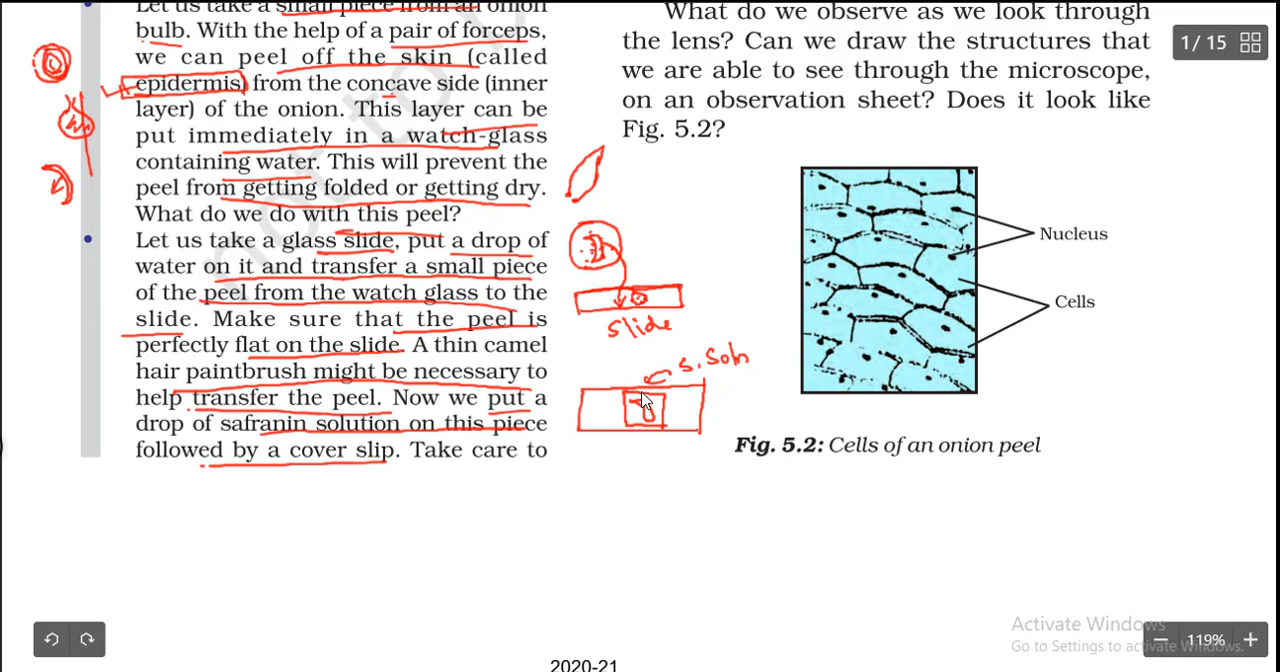 Let us take a small piece from an onion
bulb. With the help of a pair of forceps,
we can peel off the skin (called
epidermis) from the concave side (inner
layer) of the onion. This layer can be
put immediately in a watch-glass
containing water. This will prevent the
peel from getting folded or getting dry.
What do we do with this peel?
• Let us take a glass slide, put a drop of
water on it and transfer a small piece
of the peel from the watch glass to the
slide. Make sure that the peel is
perfectly flat on the slide. A thin camel
hair paintbrush might be necessary to
help transfer the peel. Now we put a
drop of safranin solution on this piece
followed by a cover slip. Take care to
Slide
S. Soln
What do we observe as we look through
the lens? Can we draw the structures that
we are able to see through the microscope,
on an observation sheet? Does it look like
Fig. 5.2?
Nucleus
Cells
Fig. 5.2: Cells of an onion peel
1 / 15
Activate Windows
Go to Settings to activate Windows.
119%
2020-21